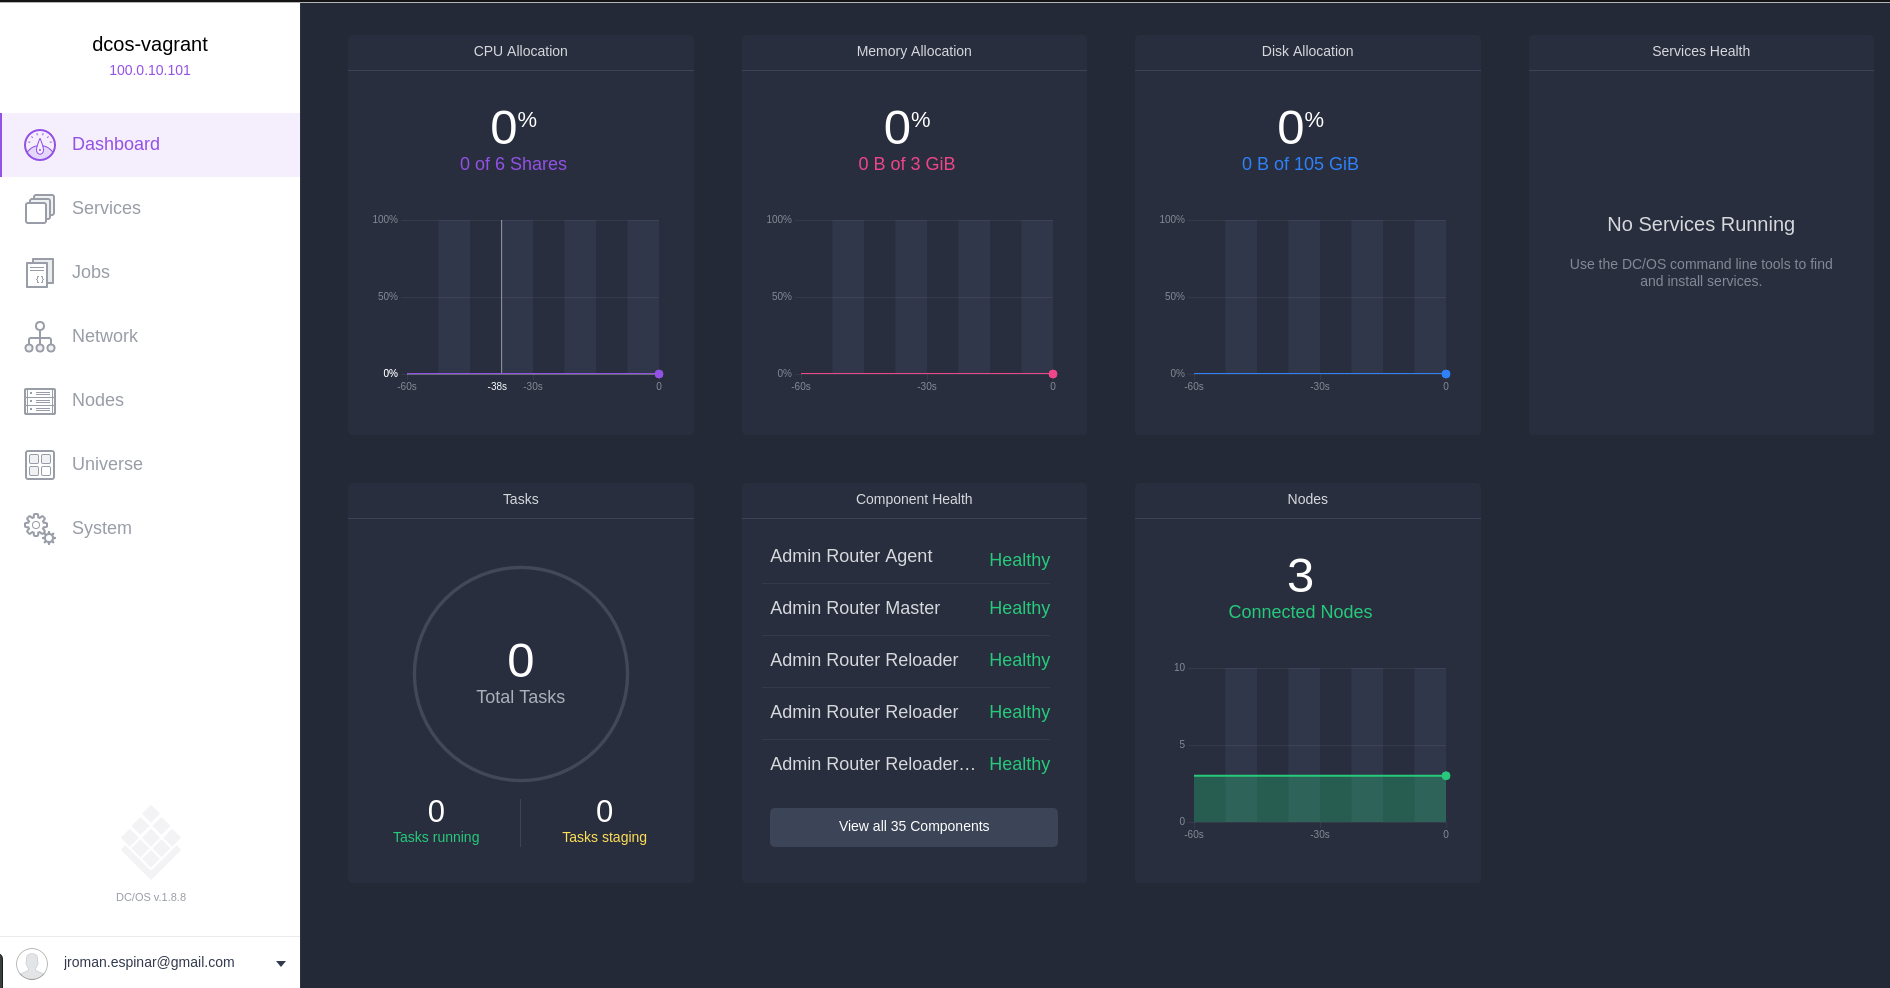 dcos-vagrant
100.0.10.101
Dashboard
Services
Jobs
Network
Nodes
Universe
System
DC/OS v.1.8.8
jroman.espinar@gmail.com
CPU Allocation
0%
0 of 6 Shares
100%
50%
0%
-60s
-38s
-30s
0
Memory Allocation
0%
0 B of 3 GiB
100%
50%
0%
-60s
-30s
0
Disk Allocation
0%
0 B of 105 GiB
100%
50%
0%
-60s
-30s
0
Services Health
No Services Running
Use the DC/OS command line tools to find
and install services.
Tasks
0
Total Tasks
0
Tasks running
0
Tasks staging
Component Health
Admin Router Agent Healthy
Admin Router Master Healthy
Admin Router Reloader Healthy
Admin Router Reloader Healthy
Admin Router Reloader… Healthy
View all 35 Components
Nodes
3
Connected Nodes
10
5
0
-60s
-30s
0